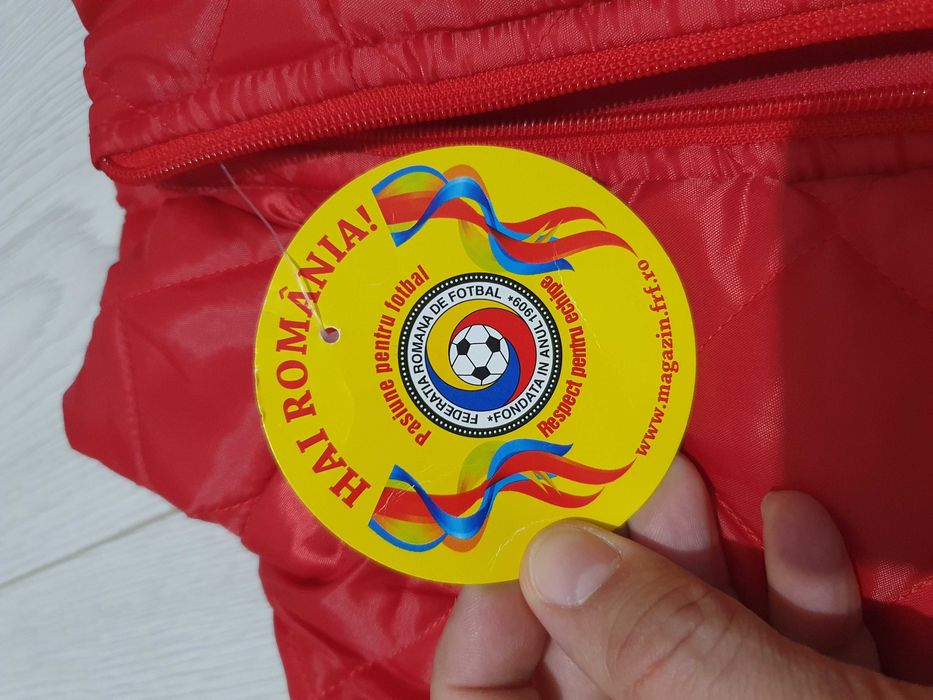 HAI ROMÂNIA!
Pasiune pentru fotbal
FEDERATIA ROMANA DE FOTBAL
*FONDATA IN ANUL 1909*
Respect pentru echipe
www.magazin.frf.ro